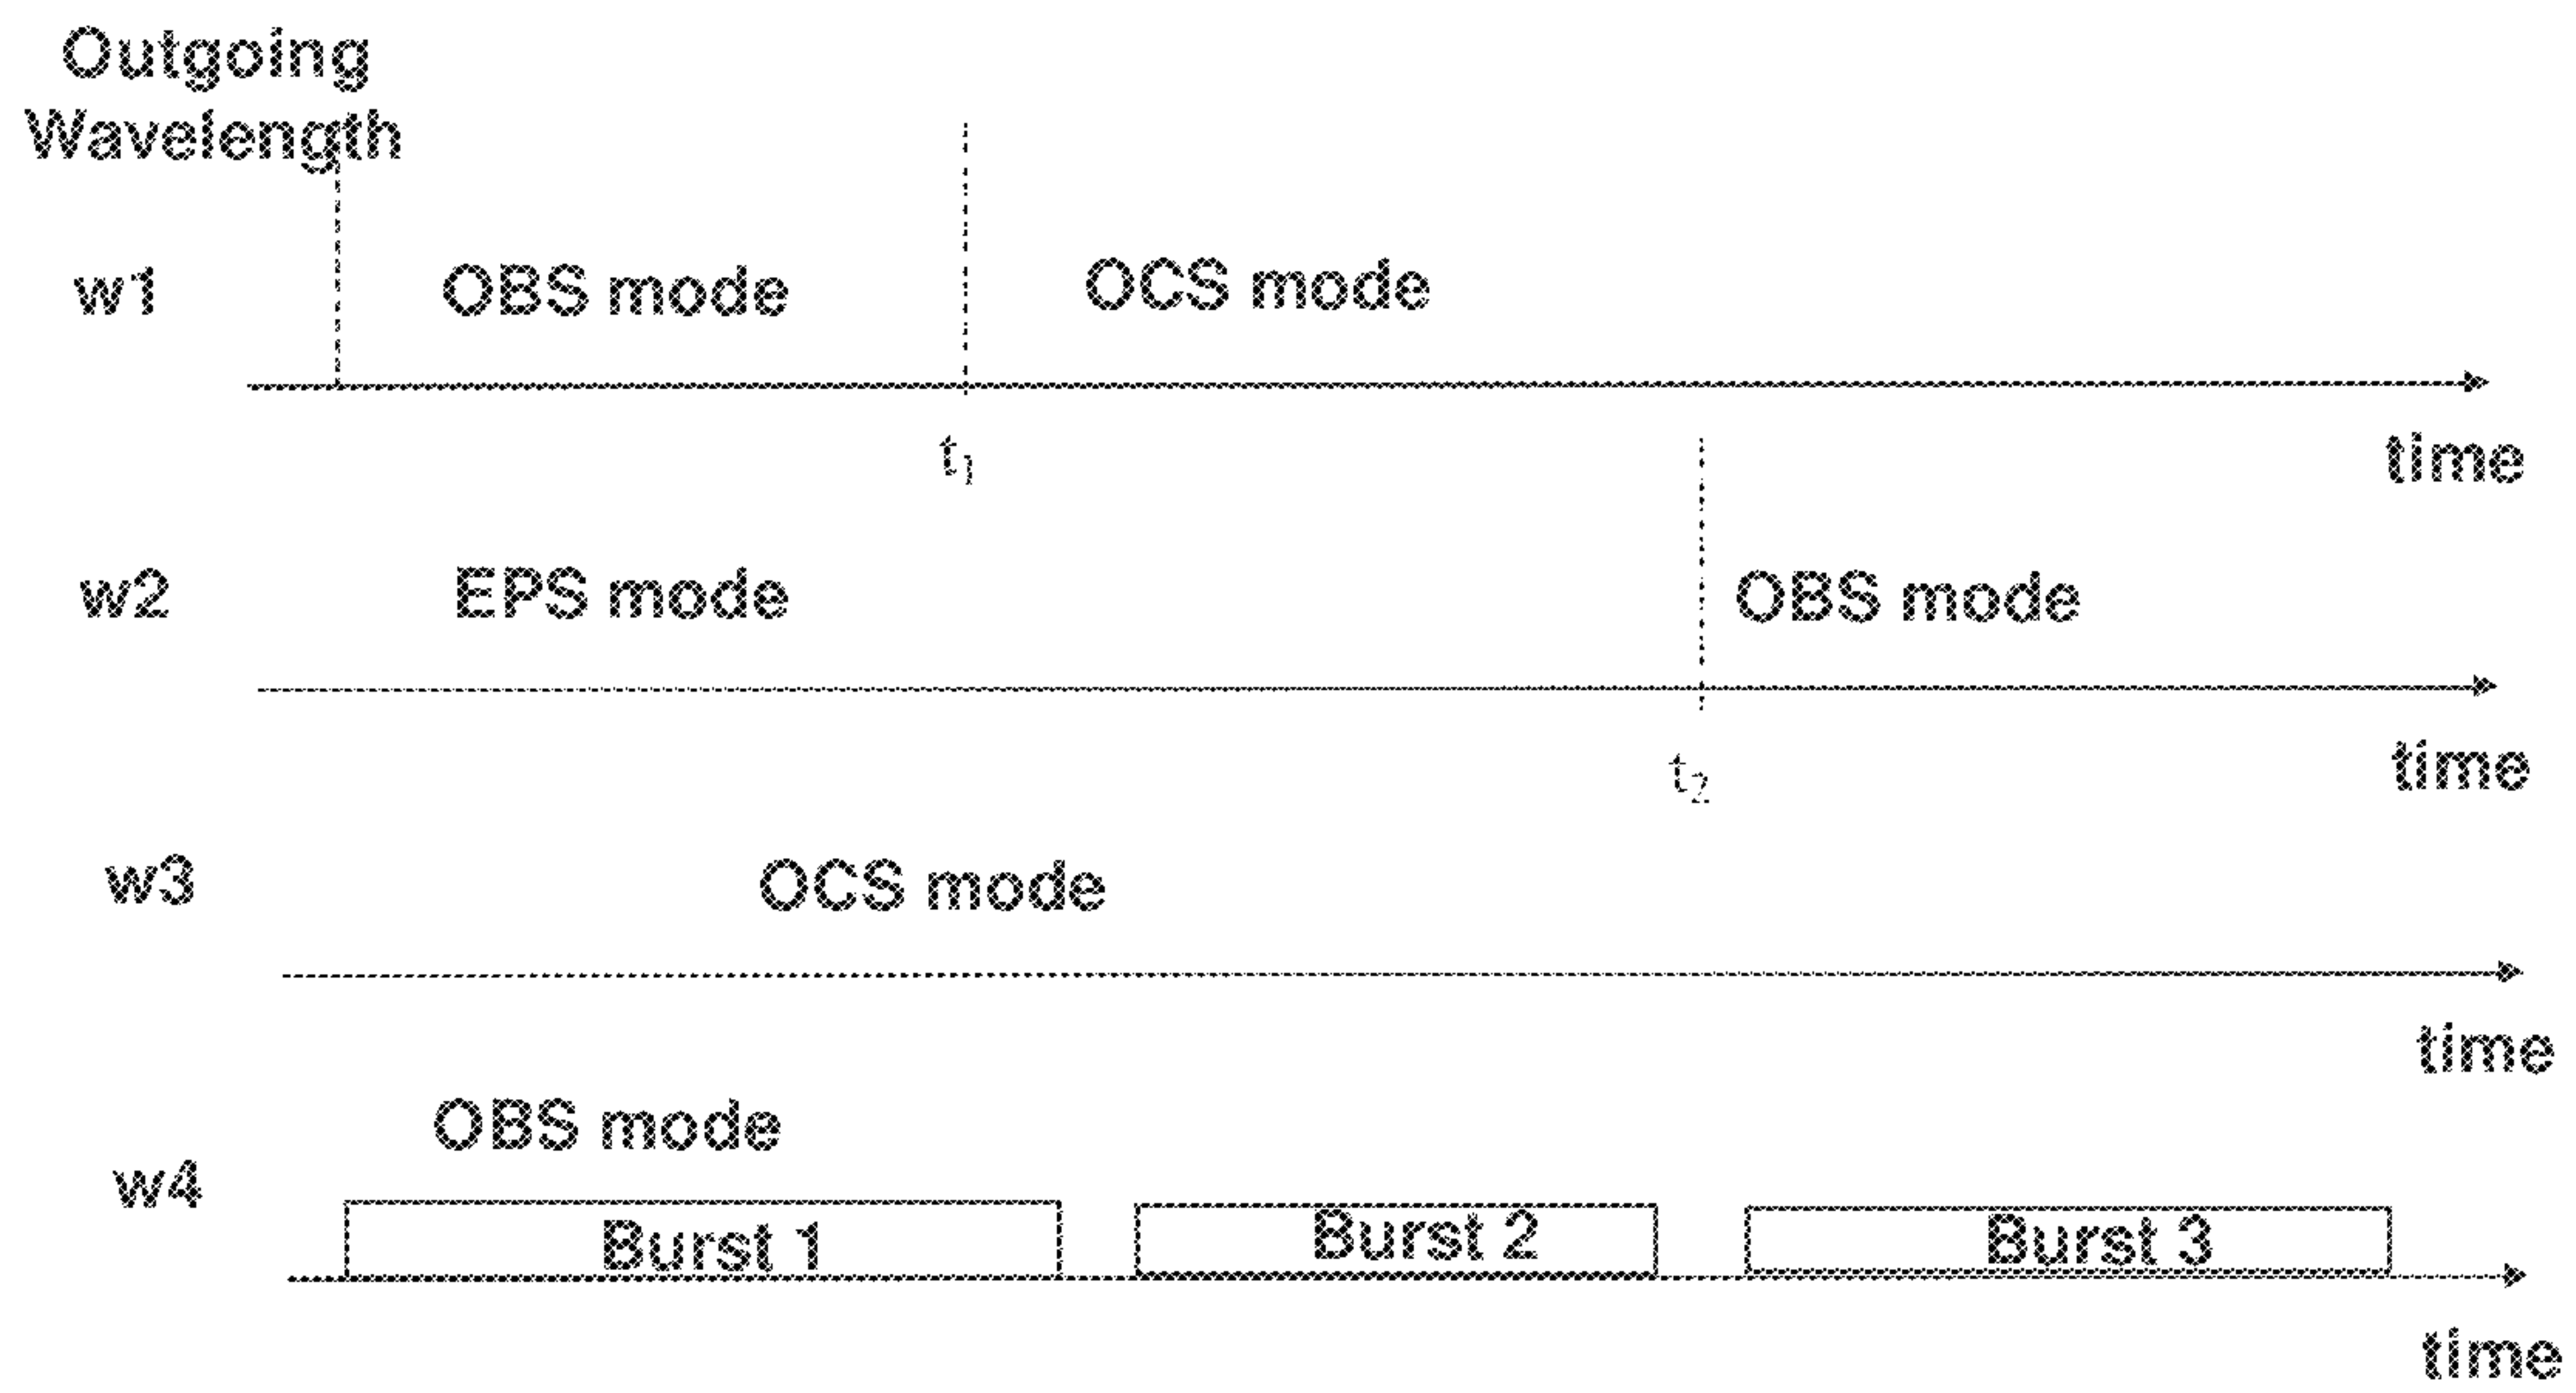 Outgoing
Wavelength
w1
OBS mode
OCS mode
t1
time
w2
EPS mode
OBS mode
t2
time
w3
OCS mode
time
OBS mode
w4
Burst 1
Burst 2
Burst 3
time